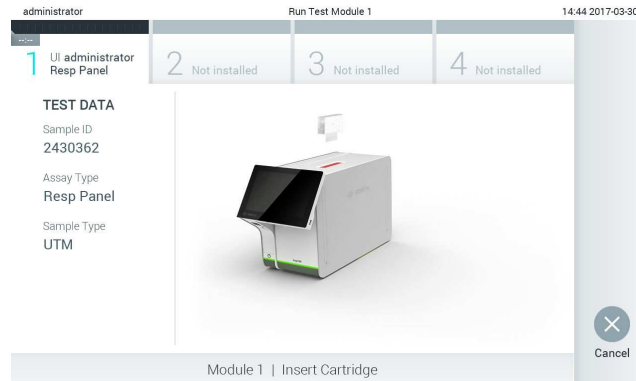 administrator
Run Test Module 1
14:44 2017-03-30
--:--
1
UI administrator
Resp Panel
2 Not installed
3 Not installed
4 Not installed
TEST DATA
Sample ID
2430362
Assay Type
Resp Panel
Sample Type
UTM
Cancel
Module 1 | Insert Cartridge